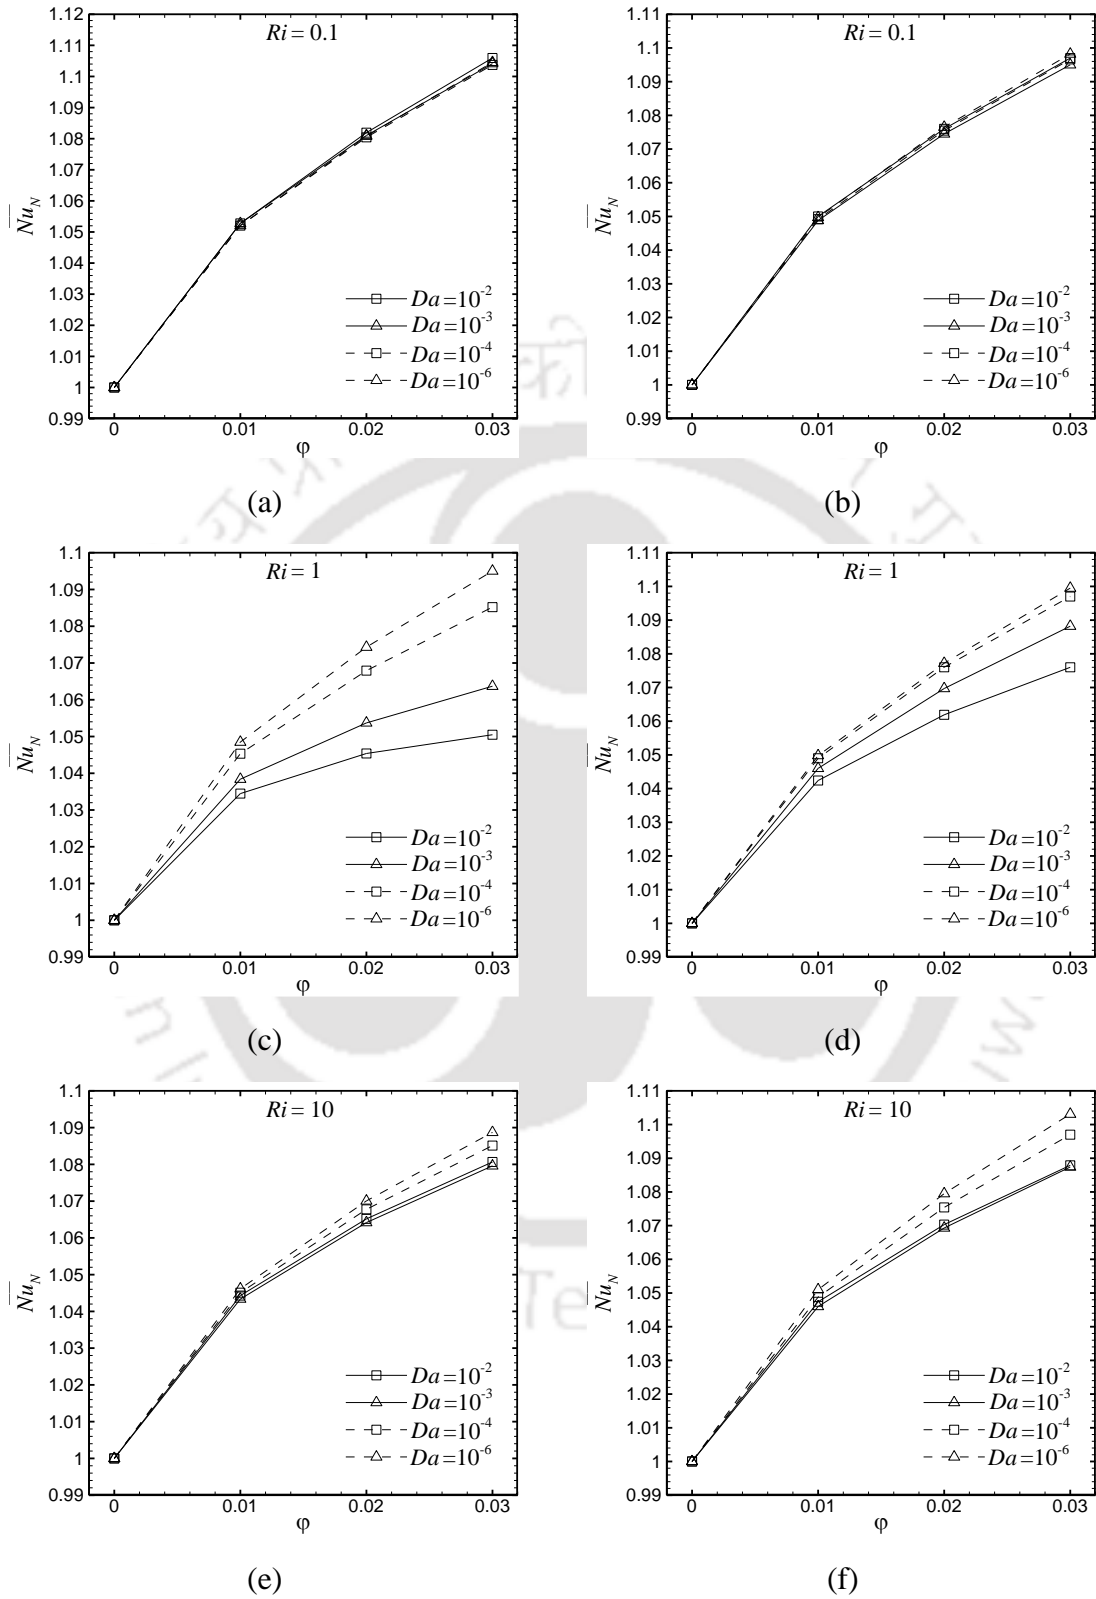 Ri = 0.1
1.12
1.11
1.1
1.09
1.08
1.07
1.06
1.05
1.04
1.03
1.02
1.01
1
0.99
Nu_N
Da=10^-2
Da=10^-3
Da=10^-4
Da=10^-6
0 0.01 0.02 0.03
φ
(a)
Ri = 0.1
1.11
1.1
1.09
1.08
1.07
1.06
1.05
1.04
1.03
1.02
1.01
1
0.99
Nu_N
Da=10^-2
Da=10^-3
Da=10^-4
Da=10^-6
0 0.01 0.02 0.03
φ
(b)
Ri = 1
1.1
1.09
1.08
1.07
1.06
1.05
1.04
1.03
1.02
1.01
1
0.99
Nu_N
Da=10^-2
Da=10^-3
Da=10^-4
Da=10^-6
0 0.01 0.02 0.03
φ
(c)
Ri = 1
1.11
1.1
1.09
1.08
1.07
1.06
1.05
1.04
1.03
1.02
1.01
1
0.99
Nu_N
Da=10^-2
Da=10^-3
Da=10^-4
Da=10^-6
0 0.01 0.02 0.03
φ
(d)
Ri = 10
1.1
1.09
1.08
1.07
1.06
1.05
1.04
1.03
1.02
1.01
1
0.99
Nu_N
Da=10^-2
Da=10^-3
Da=10^-4
Da=10^-6
0 0.01 0.02 0.03
φ
(e)
Ri = 10
1.11
1.1
1.09
1.08
1.07
1.06
1.05
1.04
1.03
1.02
1.01
1
0.99
Nu_N
Da=10^-2
Da=10^-3
Da=10^-4
Da=10^-6
0 0.01 0.02 0.03
φ
(f)